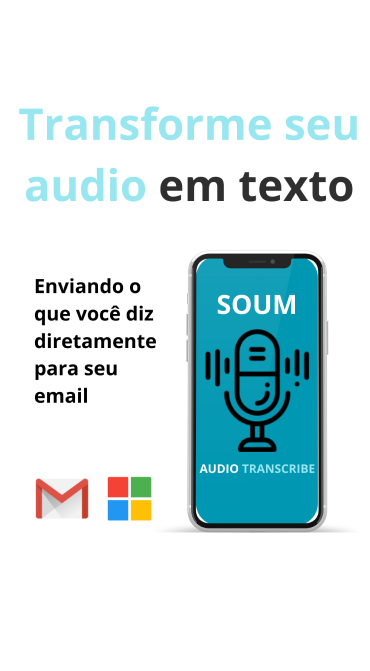 Transforme seu
audio em texto
Enviando o
que você diz
diretamente
para seu
email
SOUM
AUDIO TRANSCRIBE